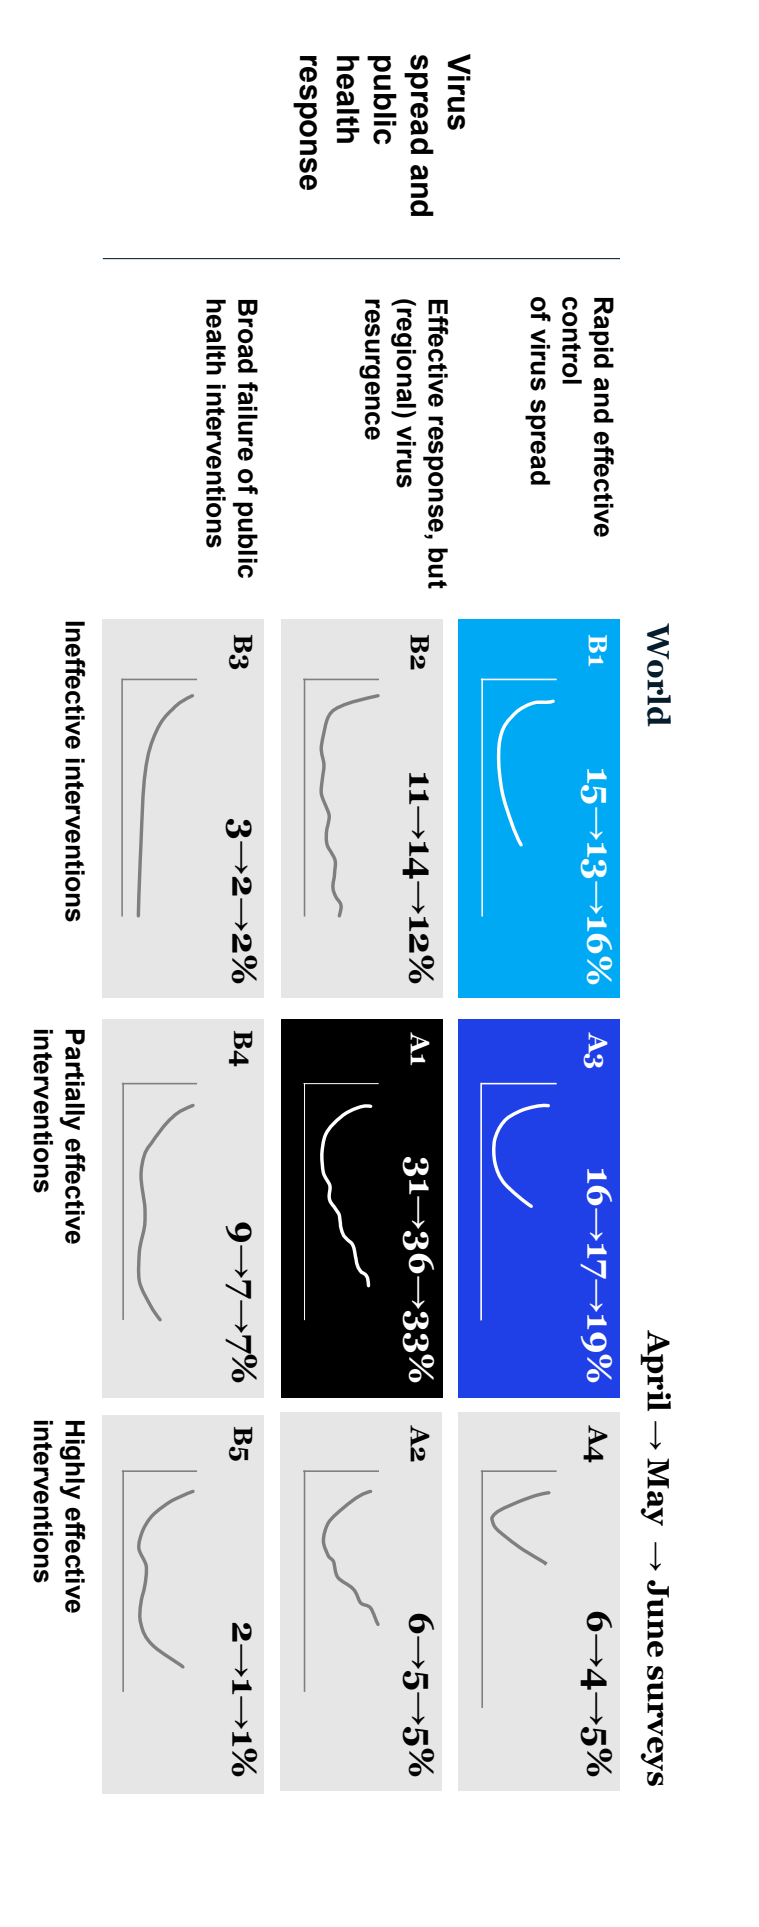 World
April → May → June surveys
Virus
spread and
public
health
response
Rapid and effective
control
of virus spread
B1
15→13→16%
A3
16→17→19%
A4
6→4→5%
Effective response, but
(regional) virus
resurgence
B2
11→14→12%
A1
31→36→33%
A2
6→5→5%
Broad failure of public
health interventions
B3
3→2→2%
B4
9→7→7%
B5
2→1→1%
Ineffective interventions
Partially effective
interventions
Highly effective
interventions